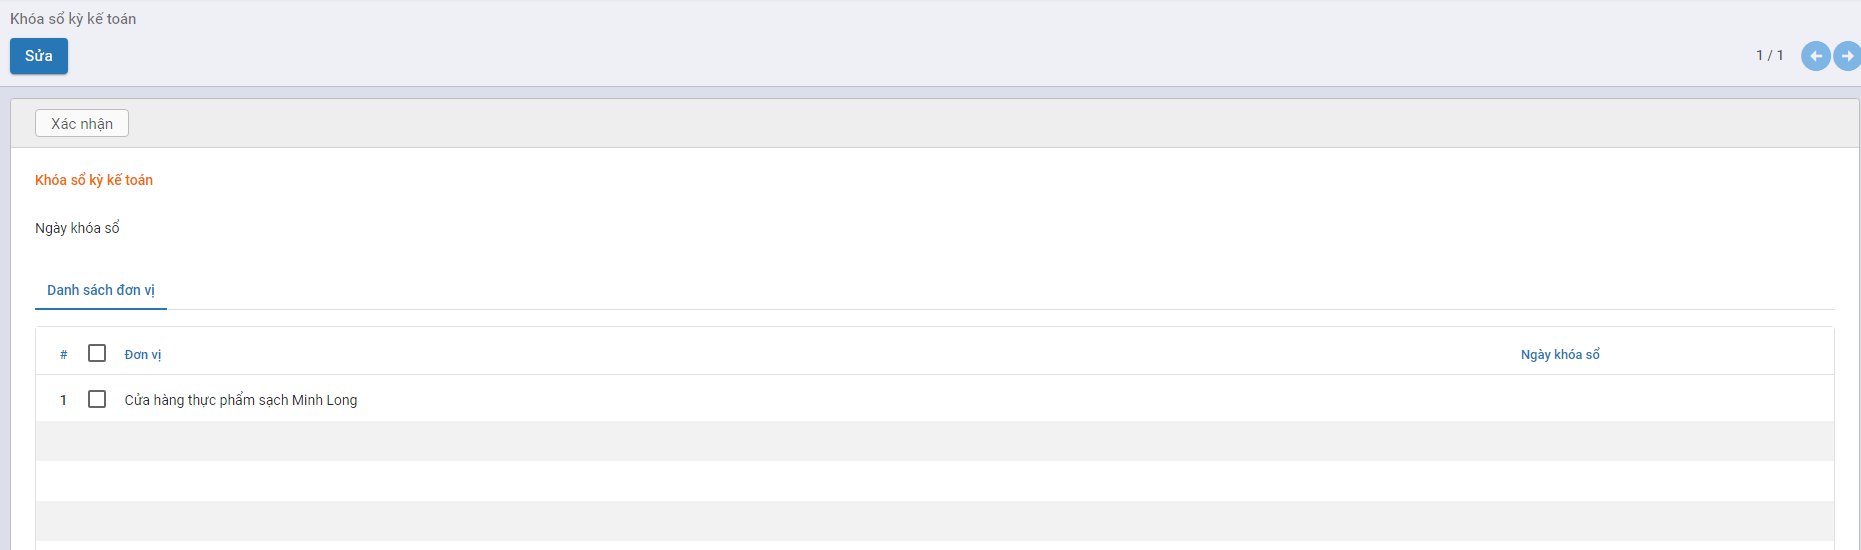 Khóa sổ kỳ kế toán
Sửa
1 / 1
Xác nhận
Khóa sổ kỳ kế toán
Ngày khóa sổ
Danh sách đơn vị
# Đơn vị Ngày khóa sổ
1 Cửa hàng thực phẩm sạch Minh Long